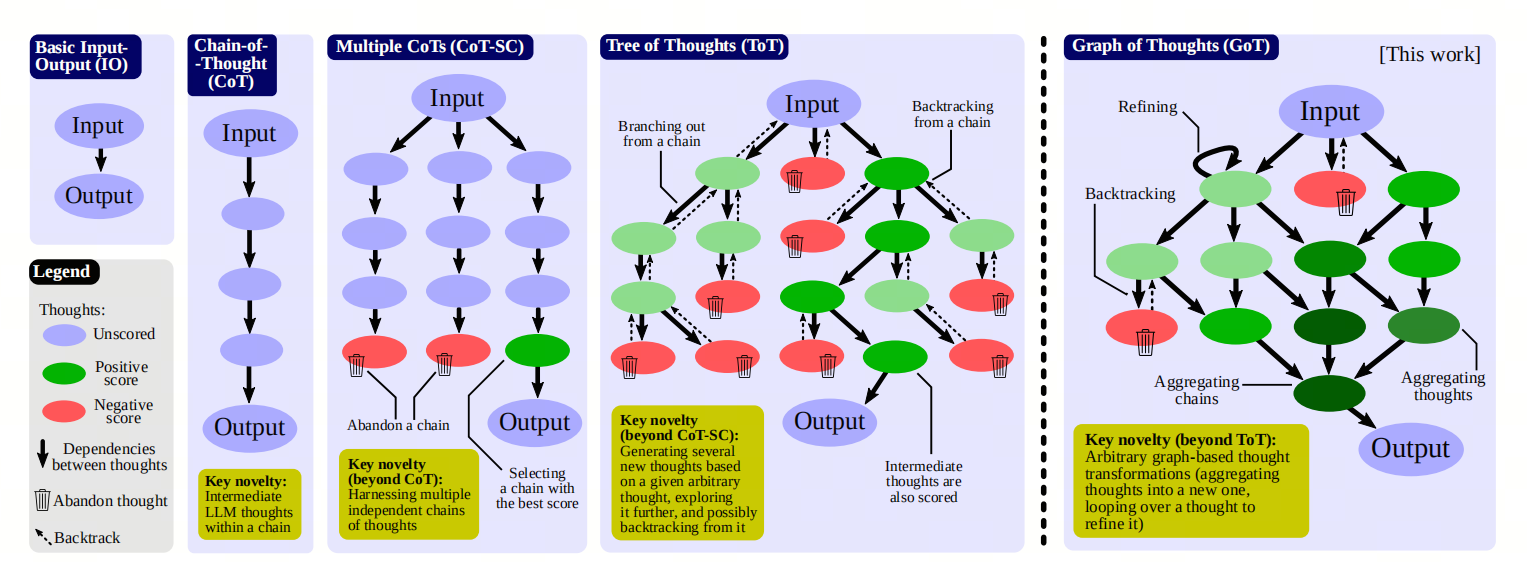 Basic Input-
Output (IO)
Input
Output
Legend
Thoughts:
Unscored
Positive
score
Negative
score
Dependencies
between thoughts
Abandon thought
Backtrack
Chain-of-
-Thought
(CoT)
Input
Output
Key novelty:
Intermediate
LLM thoughts
within a chain
Multiple CoTs (CoT-SC)
Input
Abandon a chain
Output
Key novelty
(beyond CoT):
Harnessing multiple
independent chains
of thoughts
Selecting
a chain with
the best score
Tree of Thoughts (ToT)
Input
Branching out
from a chain
Backtracking
from a chain
Output
Key novelty
(beyond CoT-SC):
Generating several
new thoughts based
on a given arbitrary
thought, exploring
it further, and possibly
backtracking from it
Intermediate
thoughts are
also scored
Graph of Thoughts (GoT)
[This work]
Refining
Input
Backtracking
Aggregating
chains
Aggregating
thoughts
Output
Key novelty (beyond ToT):
Arbitrary graph-based thought
transformations (aggregating
thoughts into a new one,
looping over a thought to
refine it)